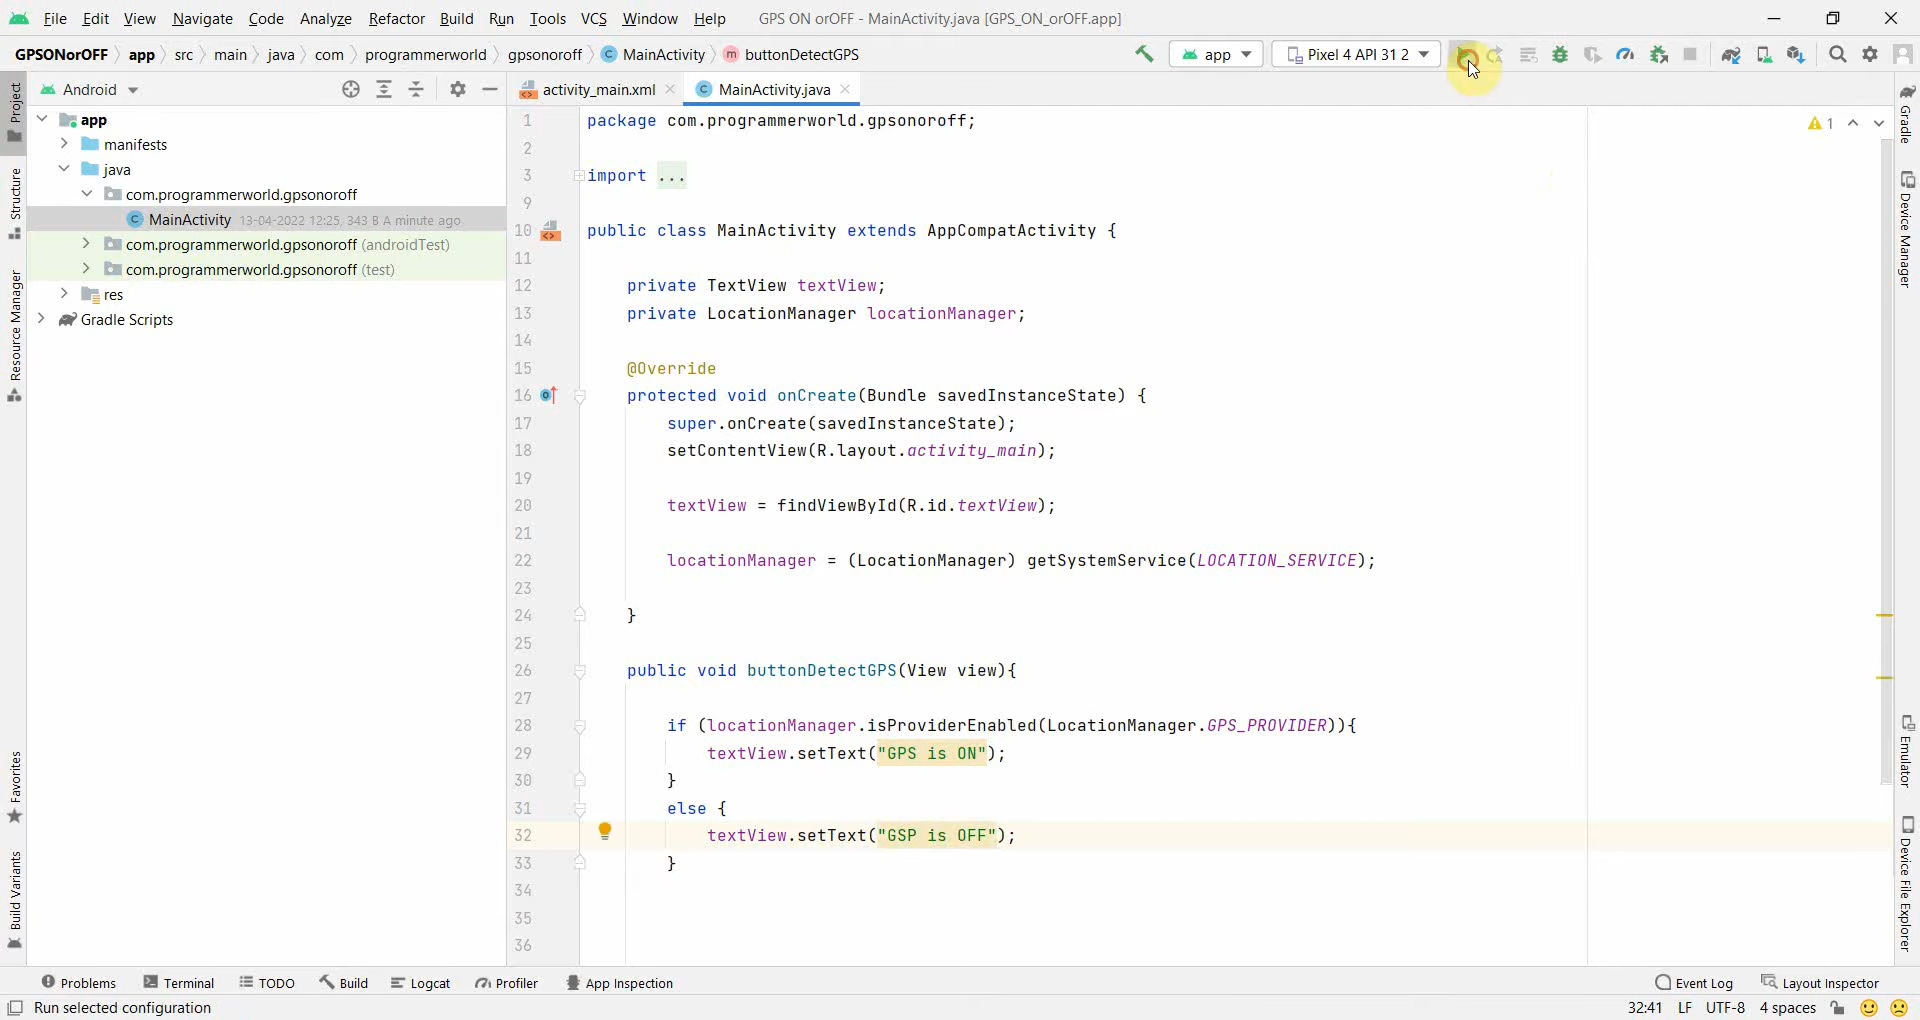 File Edit View Navigate Code Analyze Refactor Build Run Tools VCS Window Help GPS ON orOFF - MainActivity.java [GPS_ON_orOFF.app]
GPSONorOFF app src main java com programmerworld gpsonoroff C MainActivity m buttonDetectGPS app Pixel 4 API 31 2
Android activity_main.xml C MainActivity.java
Project
Structure
Resource Manager
Favorites
Build Variants
app
manifests
java
com.programmerworld.gpsonoroff
C MainActivity 13-04-2022 12:25, 343 B A minute ago
com.programmerworld.gpsonoroff (androidTest)
com.programmerworld.gpsonoroff (test)
res
Gradle Scripts
1 package com.programmerworld.gpsonoroff;
2
3 import ...
9
10 public class MainActivity extends AppCompatActivity {
11
12 private TextView textView;
13 private LocationManager locationManager;
14
15 @Override
16 protected void onCreate(Bundle savedInstanceState) {
17 super.onCreate(savedInstanceState);
18 setContentView(R.layout.activity_main);
19
20 textView = findViewById(R.id.textView);
21
22 locationManager = (LocationManager) getSystemService(LOCATION_SERVICE);
23
24 }
25
26 public void buttonDetectGPS(View view){
27
28 if (locationManager.isProviderEnabled(LocationManager.GPS_PROVIDER)){
29 textView.setText("GPS is ON");
30 }
31 else {
32 textView.setText("GSP is OFF");
33 }
34
35
36
1
Gradle
Device Manager
Emulator
Device File Explorer
Problems Terminal TODO Build Logcat Profiler App Inspection Event Log Layout Inspector
Run selected configuration 32:41 LF UTF-8 4 spaces